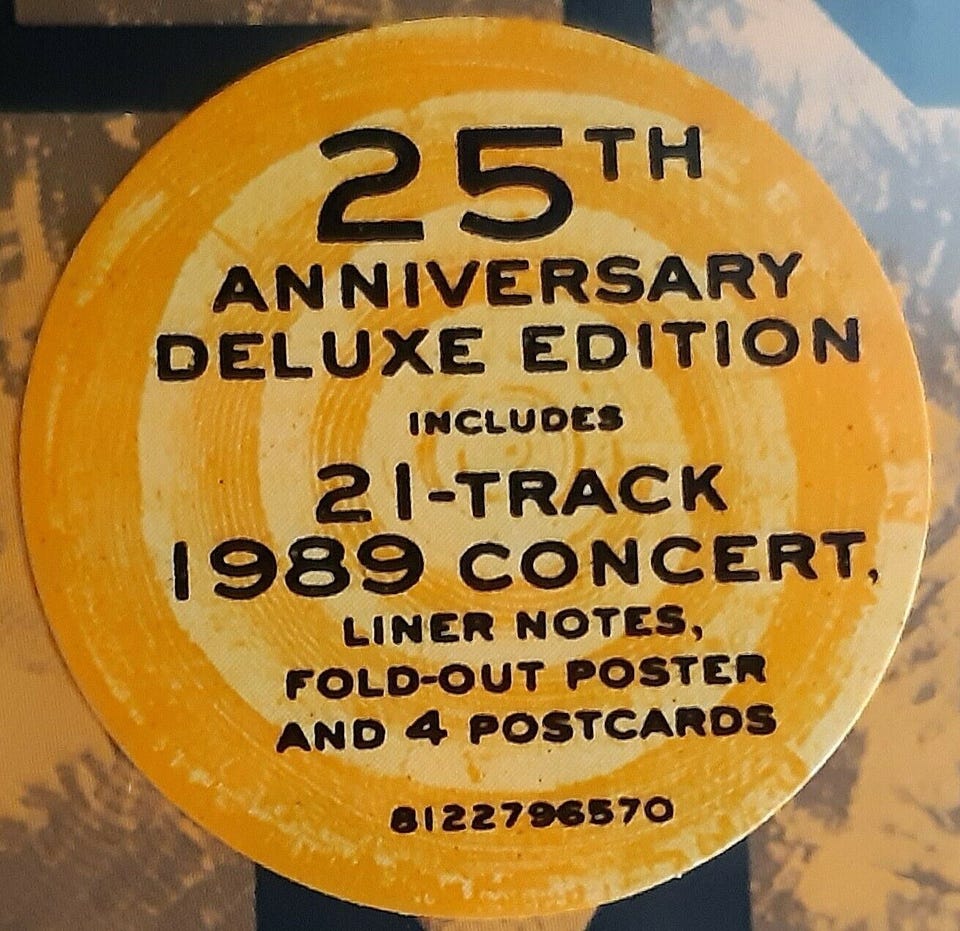 25TH
ANNIVERSARY
DELUXE EDITION
INCLUDES
21-TRACK
1989 CONCERT,
LINER NOTES,
FOLD-OUT POSTER
AND 4 POSTCARDS
8122796570